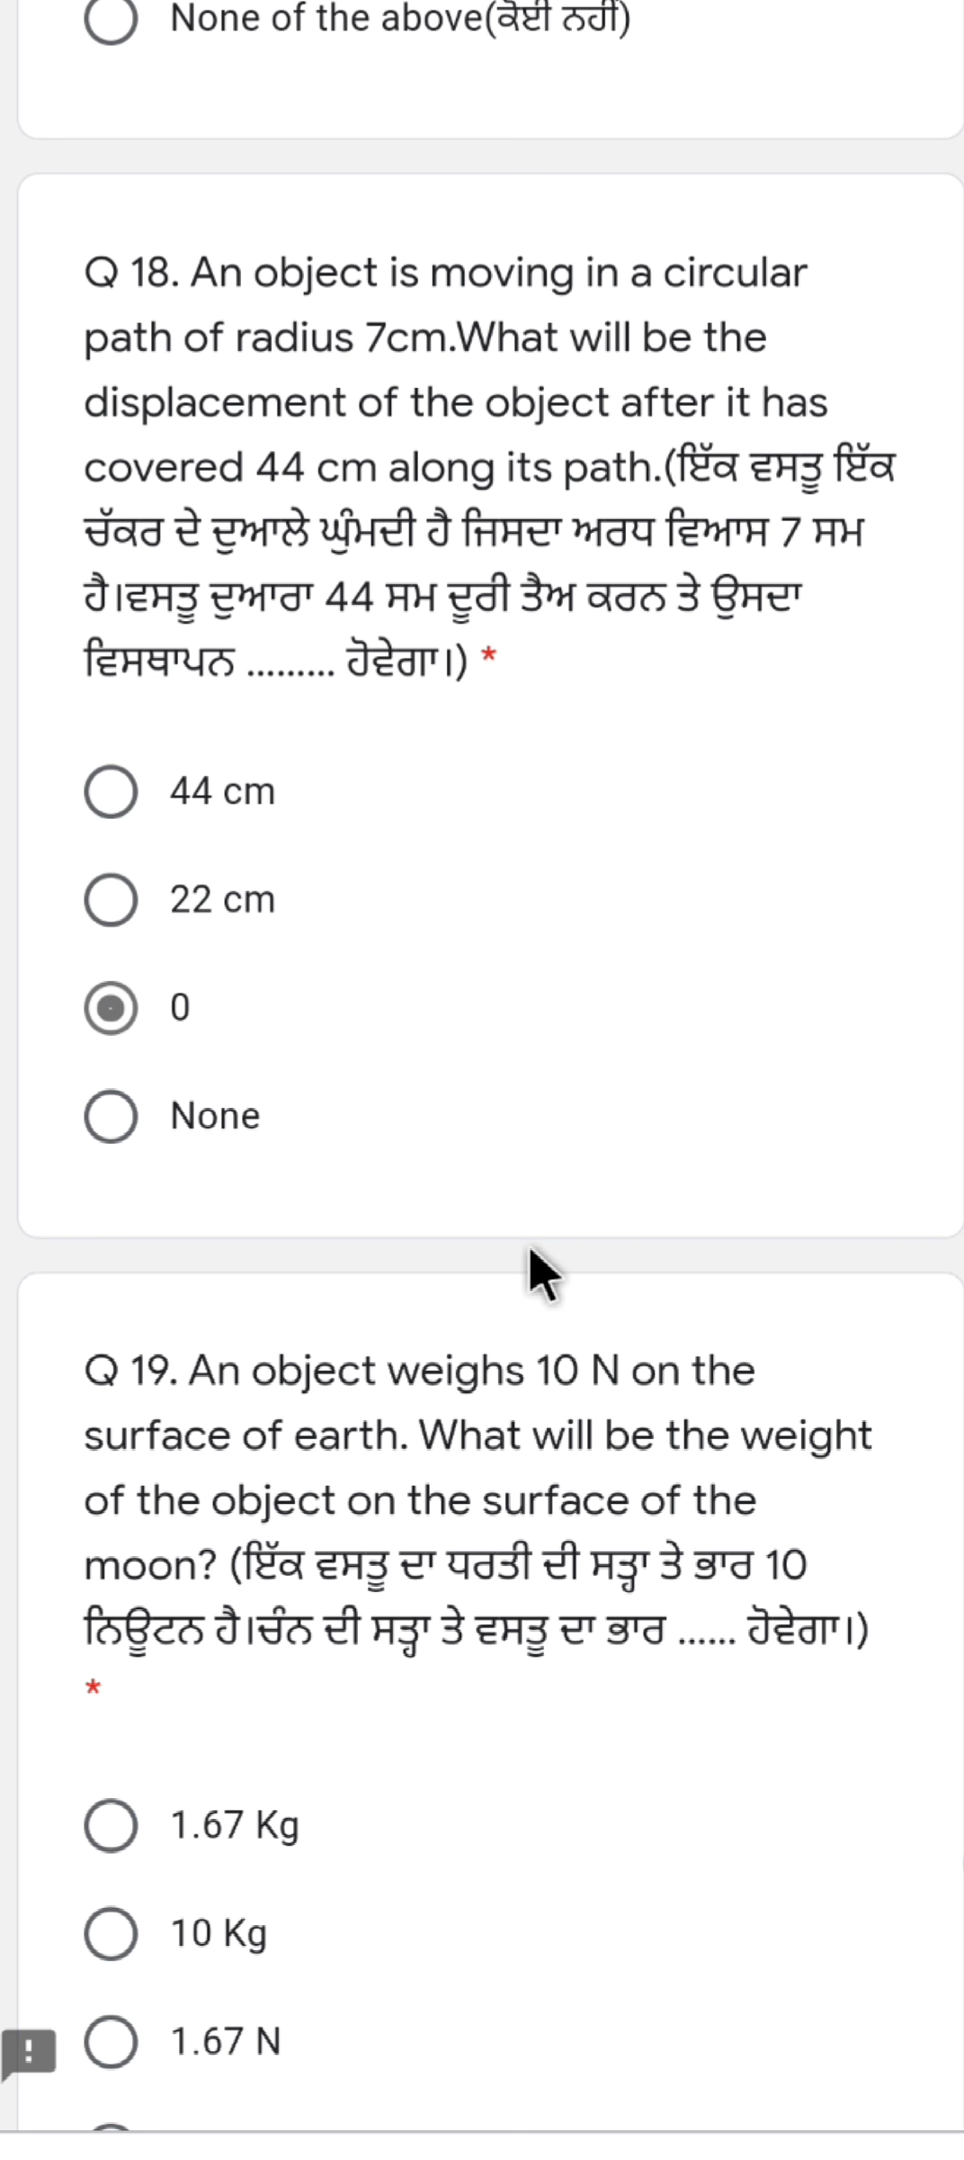 None of the above(ਕੋਈ ਨਹੀਂ)
Q 18. An object is moving in a circular
path of radius 7cm.What will be the
displacement of the object after it has
covered 44 cm along its path.(ਇੱਕ ਵਸਤੂ ਇੱਕ
ਚੱਕਰ ਦੇ ਦੁਆਲੇ ਘੁੰਮਦੀ ਹੈ ਜਿਸਦਾ ਅਰਧ ਵਿਆਸ 7 ਸਮ
ਹੈ।ਵਸਤੂ ਦੁਆਰਾ 44 ਸਮ ਦੂਰੀ ਤੈਅ ਕਰਨ ਤੇ ਉਸਦਾ
ਵਿਸਥਾਪਨ ......... ਹੋਵੇਗਾ।) *
44 cm
22 cm
0
None
Q 19. An object weighs 10 N on the
surface of earth. What will be the weight
of the object on the surface of the
moon? (ਇੱਕ ਵਸਤੂ ਦਾ ਧਰਤੀ ਦੀ ਸਤ੍ਹਾ ਤੇ ਭਾਰ 10
ਨਿਊਟਨ ਹੈ।ਚੰਨ ਦੀ ਸਤ੍ਹਾ ਤੇ ਵਸਤੂ ਦਾ ਭਾਰ ...... ਹੋਵੇਗਾ।)
*
1.67 Kg
10 Kg
1.67 N